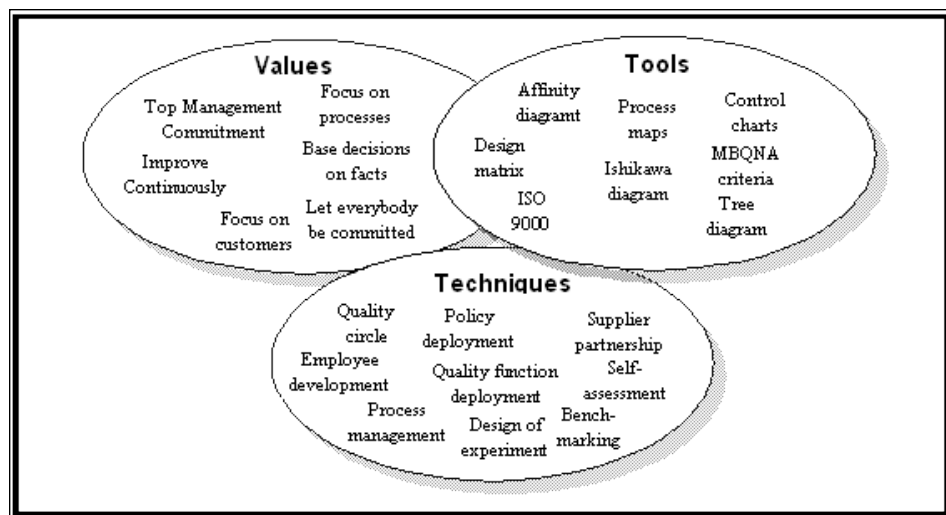 Values
Top Management
Commitment
Focus on
processes
Improve
Continuously
Base decisions
on facts
Focus on
customers
Let everybody
be committed
Tools
Affinity
diagramt
Process
maps
Control
charts
Design
matrix
Ishikawa
diagram
MBQNA
criteria
ISO
9000
Tree
diagram
Techniques
Quality
circle
Policy
deployment
Supplier
partnership
Employee
development
Quality function
deployment
Self-
assessment
Process
management
Design of
experiment
Bench-
marking